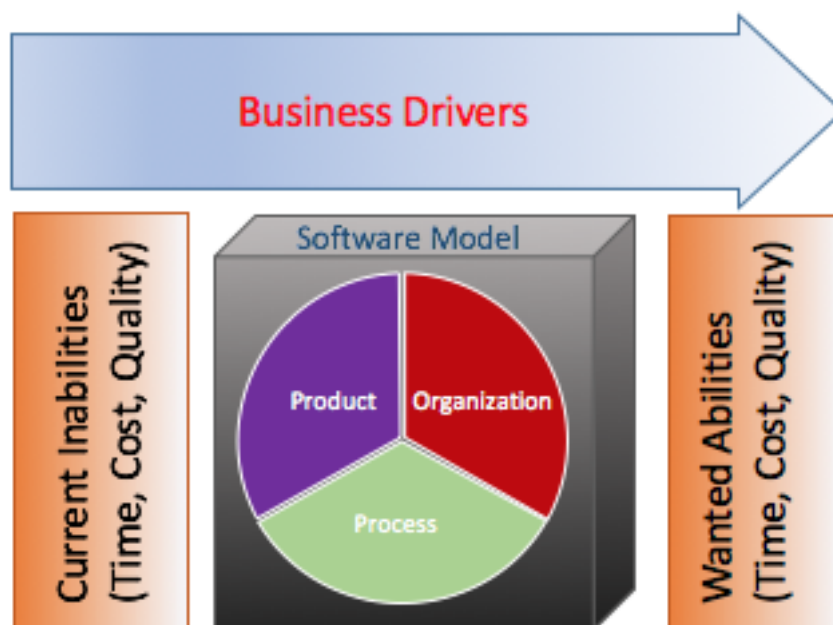 Business Drivers
Current Inabilities
(Time, Cost, Quality)
Software Model
Product
Organization
Process
Wanted Abilities
(Time, Cost, Quality)